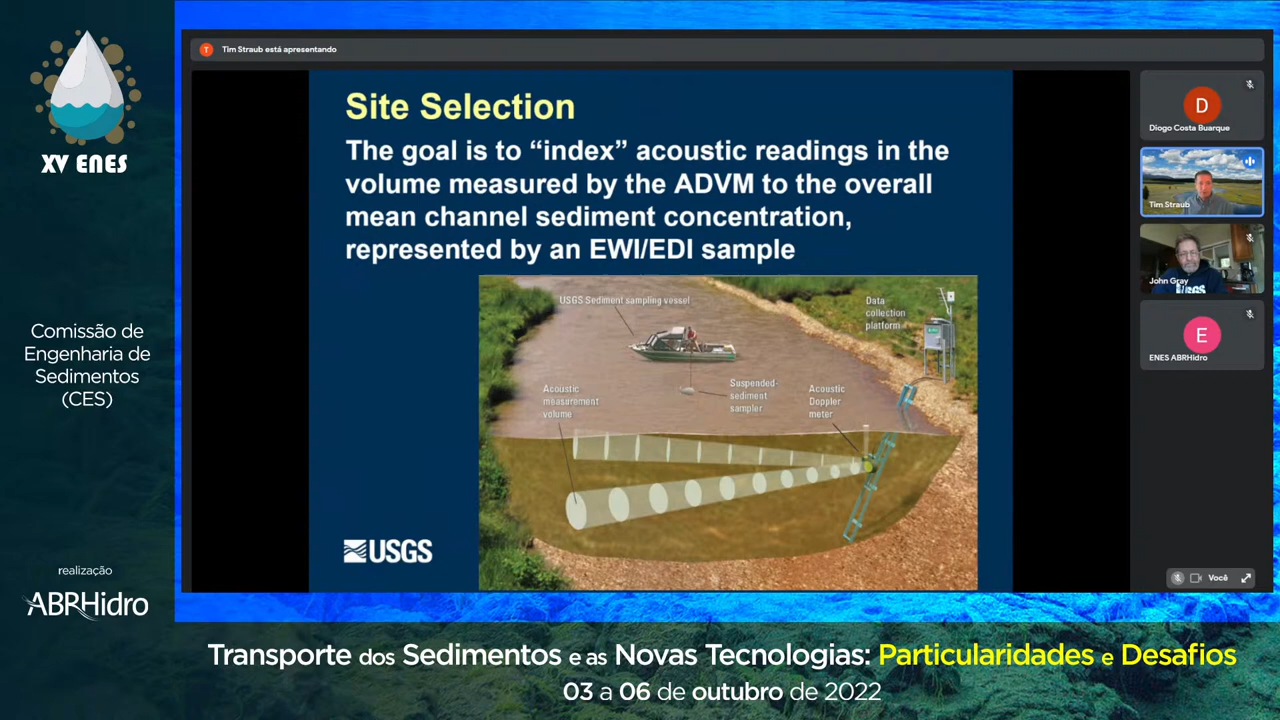 XV ENES
Comissão de
Engenharia de
Sedimentos
(CES)
realização
ABRHidro
T
Tim Straub está apresentando
Site Selection
The goal is to “index” acoustic readings in the
volume measured by the ADVM to the overall
mean channel sediment concentration,
represented by an EWI/EDI sample
USGS Sediment sampling vessel
Data
collection
platform
Acoustic
measurement
volume
Suspended-
sediment
sampler
Acoustic
Doppler
meter
USGS
D
Diogo Costa Buarque
Tim Straub
John Gray
USGS
E
ENES ABRHidro
Você
Transporte dos Sedimentos e as Novas Tecnologias: Particularidades e Desafios
03 a 06 de outubro de 2022